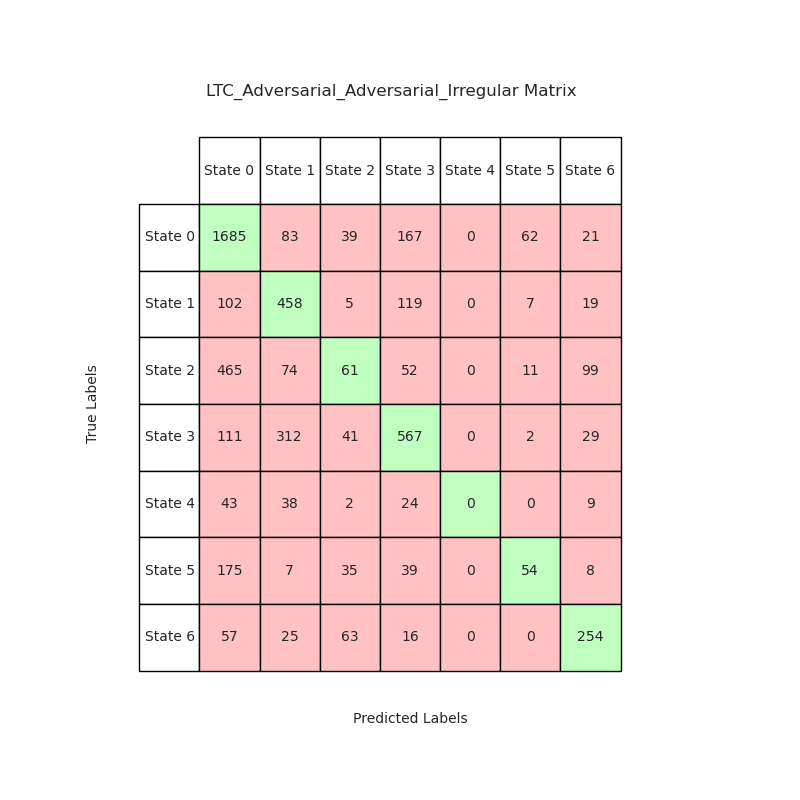 LTC_Adversarial_Adversarial_Irregular Matrix
State 0 State 1 State 2 State 3 State 4 State 5 State 6
State 0 1685 83 39 167 0 62 21
State 1 102 458 5 119 0 7 19
State 2 465 74 61 52 0 11 99
State 3 111 312 41 567 0 2 29
State 4 43 38 2 24 0 0 9
State 5 175 7 35 39 0 54 8
State 6 57 25 63 16 0 0 254
True Labels
Predicted Labels